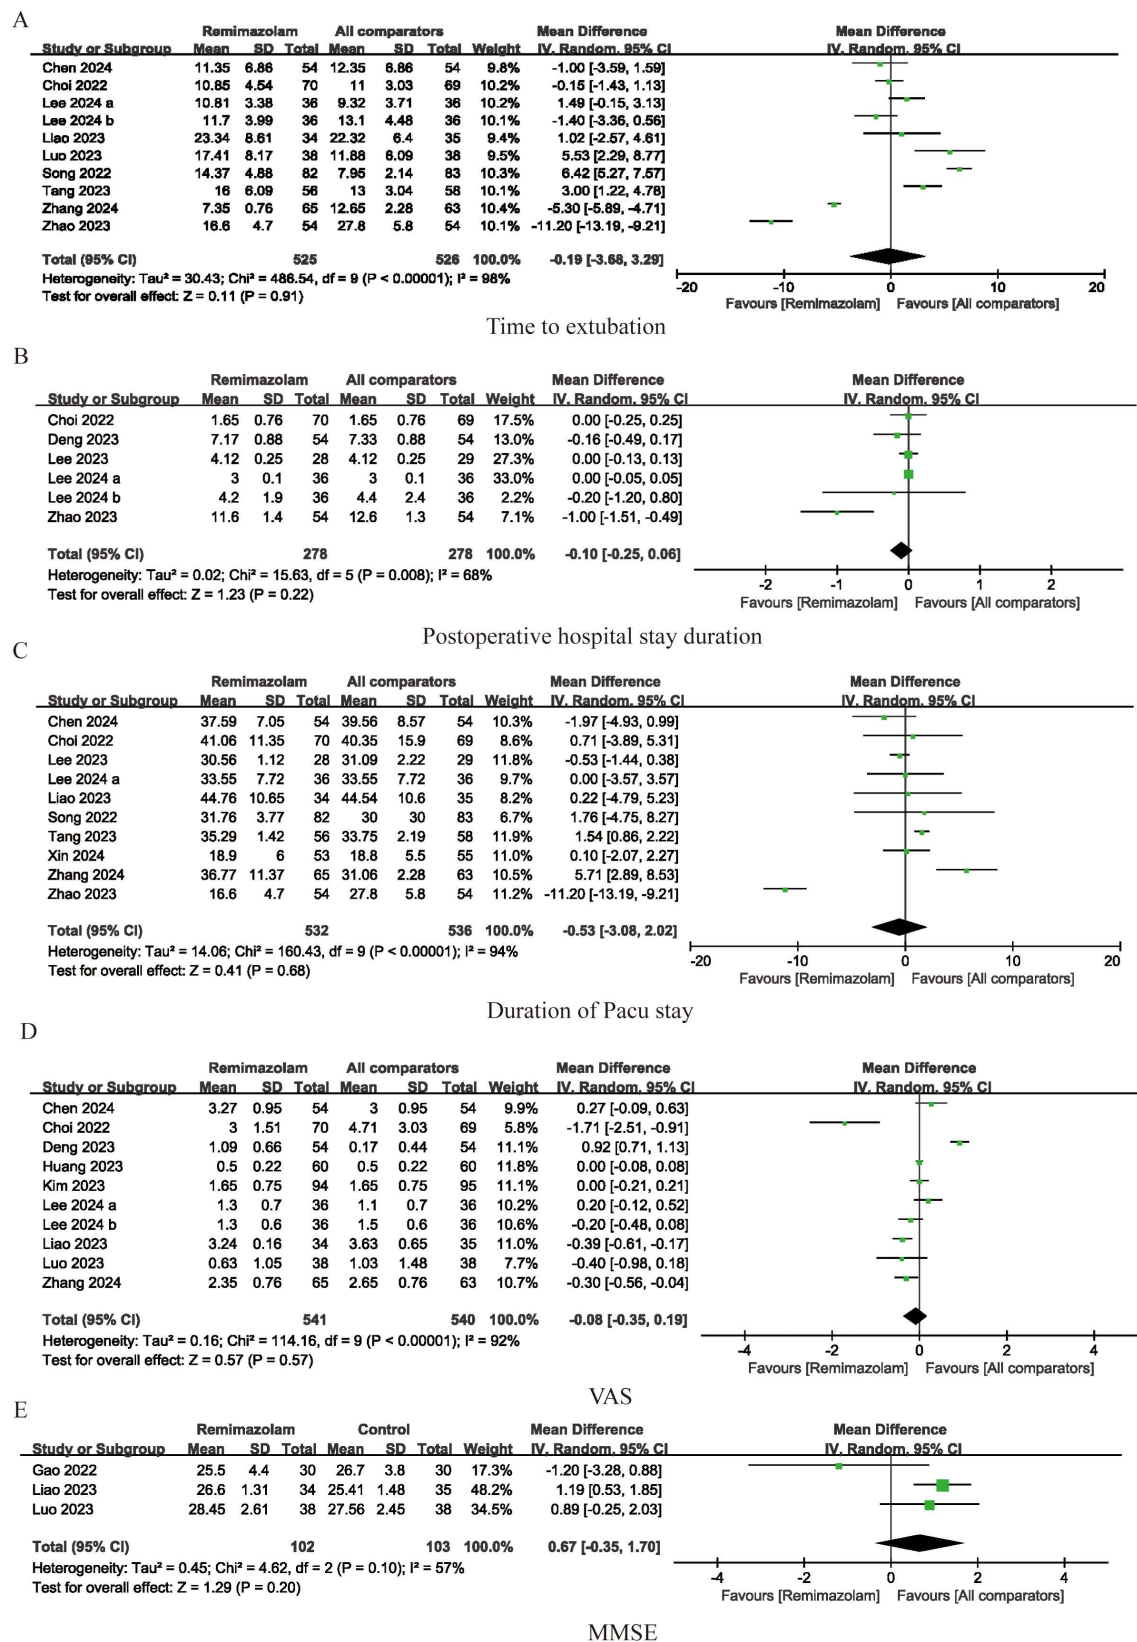 A
Remimazolam All comparators Mean Difference Mean Difference
Study or Subgroup Mean SD Total Mean SD Total Weight IV. Random. 95% CI IV. Random. 95% CI
Chen 2024 11.35 6.86 54 12.35 6.86 54 9.8% -1.00 [-3.59, 1.59]
Choi 2022 10.85 4.54 70 11 3.03 69 10.2% -0.15 [-1.43, 1.13]
Lee 2024 a 10.81 3.38 36 9.32 3.71 36 10.2% 1.49 [-0.15, 3.13]
Lee 2024 b 11.7 3.99 36 13.1 4.48 36 10.1% -1.40 [-3.36, 0.56]
Liao 2023 23.34 8.61 34 22.32 6.4 35 9.4% 1.02 [-2.57, 4.61]
Luo 2023 17.41 8.17 38 11.88 6.09 38 9.5% 5.53 [2.29, 8.77]
Song 2022 14.37 4.88 82 7.95 2.14 83 10.3% 6.42 [5.27, 7.57]
Tang 2023 16 6.09 56 13 3.04 58 10.1% 3.00 [1.22, 4.78]
Zhang 2024 7.35 0.76 65 12.65 2.28 63 10.4% -5.30 [-5.89, -4.71]
Zhao 2023 16.6 4.7 54 27.8 5.8 54 10.1% -11.20 [-13.19, -9.21]
Total (95% CI) 525 526 100.0% -0.19 [-3.68, 3.29]
Heterogeneity: Tau² = 30.43; Chi² = 486.54, df = 9 (P < 0.00001); I² = 98%
Test for overall effect: Z = 0.11 (P = 0.91)
-20 -10 0 10 20
Favours [Remimazolam] Favours [All comparators]
Time to extubation
B
Remimazolam All comparators Mean Difference Mean Difference
Study or Subgroup Mean SD Total Mean SD Total Weight IV. Random. 95% CI IV. Random. 95% CI
Choi 2022 1.65 0.76 70 1.65 0.76 69 17.5% 0.00 [-0.25, 0.25]
Deng 2023 7.17 0.88 54 7.33 0.88 54 13.0% -0.16 [-0.49, 0.17]
Lee 2023 4.12 0.25 28 4.12 0.25 29 27.3% 0.00 [-0.13, 0.13]
Lee 2024 a 3 0.1 36 3 0.1 36 33.0% 0.00 [-0.05, 0.05]
Lee 2024 b 4.2 1.9 36 4.4 2.4 36 2.2% -0.20 [-1.20, 0.80]
Zhao 2023 11.6 1.4 54 12.6 1.3 54 7.1% -1.00 [-1.51, -0.49]
Total (95% CI) 278 278 100.0% -0.10 [-0.25, 0.06]
Heterogeneity: Tau² = 0.02; Chi² = 15.63, df = 5 (P = 0.008); I² = 68%
Test for overall effect: Z = 1.23 (P = 0.22)
-2 -1 0 1 2
Favours [Remimazolam] Favours [All comparators]
Postoperative hospital stay duration
C
Remimazolam All comparators Mean Difference Mean Difference
Study or Subgroup Mean SD Total Mean SD Total Weight IV. Random. 95% CI IV. Random. 95% CI
Chen 2024 37.59 7.05 54 39.56 8.57 54 10.3% -1.97 [-4.93, 0.99]
Choi 2022 41.06 11.35 70 40.35 15.9 69 8.6% 0.71 [-3.89, 5.31]
Lee 2023 30.56 1.12 28 31.09 2.22 29 11.8% -0.53 [-1.44, 0.38]
Lee 2024 a 33.55 7.72 36 33.55 7.72 36 9.7% 0.00 [-3.57, 3.57]
Liao 2023 44.76 10.65 34 44.54 10.6 35 8.2% 0.22 [-4.79, 5.23]
Song 2022 31.76 3.77 82 30 30 83 6.7% 1.76 [-4.75, 8.27]
Tang 2023 35.29 1.42 56 33.75 2.19 58 11.9% 1.54 [0.86, 2.22]
Xin 2024 18.9 6 53 18.8 5.5 55 11.0% 0.10 [-2.07, 2.27]
Zhang 2024 36.77 11.37 65 31.06 2.28 63 10.5% 5.71 [2.89, 8.53]
Zhao 2023 16.6 4.7 54 27.8 5.8 54 11.2% -11.20 [-13.19, -9.21]
Total (95% CI) 532 536 100.0% -0.53 [-3.08, 2.02]
Heterogeneity: Tau² = 14.06; Chi² = 160.43, df = 9 (P < 0.00001); I² = 94%
Test for overall effect: Z = 0.41 (P = 0.68)
-20 -10 0 10 20
Favours [Remimazolam] Favours [All comparators]
Duration of Pacu stay
D
Remimazolam All comparators Mean Difference Mean Difference
Study or Subgroup Mean SD Total Mean SD Total Weight IV. Random. 95% CI IV. Random. 95% CI
Chen 2024 3.27 0.95 54 3 0.95 54 9.9% 0.27 [-0.09, 0.63]
Choi 2022 3 1.51 70 4.71 3.03 69 5.8% -1.71 [-2.51, -0.91]
Deng 2023 1.09 0.66 54 0.17 0.44 54 11.1% 0.92 [0.71, 1.13]
Huang 2023 0.5 0.22 60 0.5 0.22 60 11.8% 0.00 [-0.08, 0.08]
Kim 2023 1.65 0.75 94 1.65 0.75 95 11.1% 0.00 [-0.21, 0.21]
Lee 2024 a 1.3 0.7 36 1.1 0.7 36 10.2% 0.20 [-0.12, 0.52]
Lee 2024 b 1.3 0.6 36 1.5 0.6 36 10.6% -0.20 [-0.48, 0.08]
Liao 2023 3.24 0.16 34 3.63 0.65 35 11.0% -0.39 [-0.61, -0.17]
Luo 2023 0.63 1.05 38 1.03 1.48 38 7.7% -0.40 [-0.98, 0.18]
Zhang 2024 2.35 0.76 65 2.65 0.76 63 10.7% -0.30 [-0.56, -0.04]
Total (95% CI) 541 540 100.0% -0.08 [-0.35, 0.19]
Heterogeneity: Tau² = 0.16; Chi² = 114.16, df = 9 (P < 0.00001); I² = 92%
Test for overall effect: Z = 0.57 (P = 0.57)
-4 -2 0 2 4
Favours [Remimazolam] Favours [All comparators]
VAS
E
Remimazolam Control Mean Difference Mean Difference
Study or Subgroup Mean SD Total Mean SD Total Weight IV. Random. 95% CI IV. Random. 95% CI
Gao 2022 25.5 4.4 30 26.7 3.8 30 17.3% -1.20 [-3.28, 0.88]
Liao 2023 26.6 1.31 34 25.41 1.48 35 48.2% 1.19 [0.53, 1.85]
Luo 2023 28.45 2.61 38 27.56 2.45 38 34.5% 0.89 [-0.25, 2.03]
Total (95% CI) 102 103 100.0% 0.67 [-0.35, 1.70]
Heterogeneity: Tau² = 0.45; Chi² = 4.62, df = 2 (P = 0.10); I² = 57%
Test for overall effect: Z = 1.29 (P = 0.20)
-4 -2 0 2 4
Favours [Remimazolam] Favours [All comparators]
MMSE